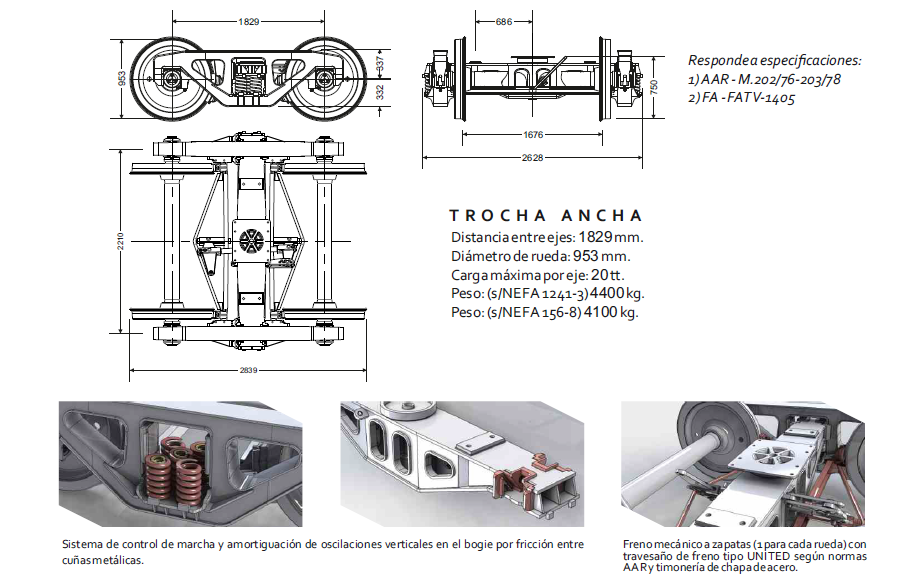 1829
686
953
337
332
750
1676
2628
Responde a especificaciones:
1) AAR - M.202/76-203/78
2) FA - FAT V-1405
2210
2839
TROCHA ANCHA
Distancia entre ejes: 1829 mm.
Diámetro de rueda: 953 mm.
Carga máxima por eje: 20 tt.
Peso: (s/NEFA 1241-3) 4400 kg.
Peso: (s/NEFA 156-8) 4100 kg.
Sistema de control de marcha y amortiguación de oscilaciones verticales en el bogie por fricción entre
cuñas metálicas.
Freno mecánico a zapatas (1 para cada rueda) con
travesaño de freno tipo UNITED según normas
AAR y timonería de chapa de acero.